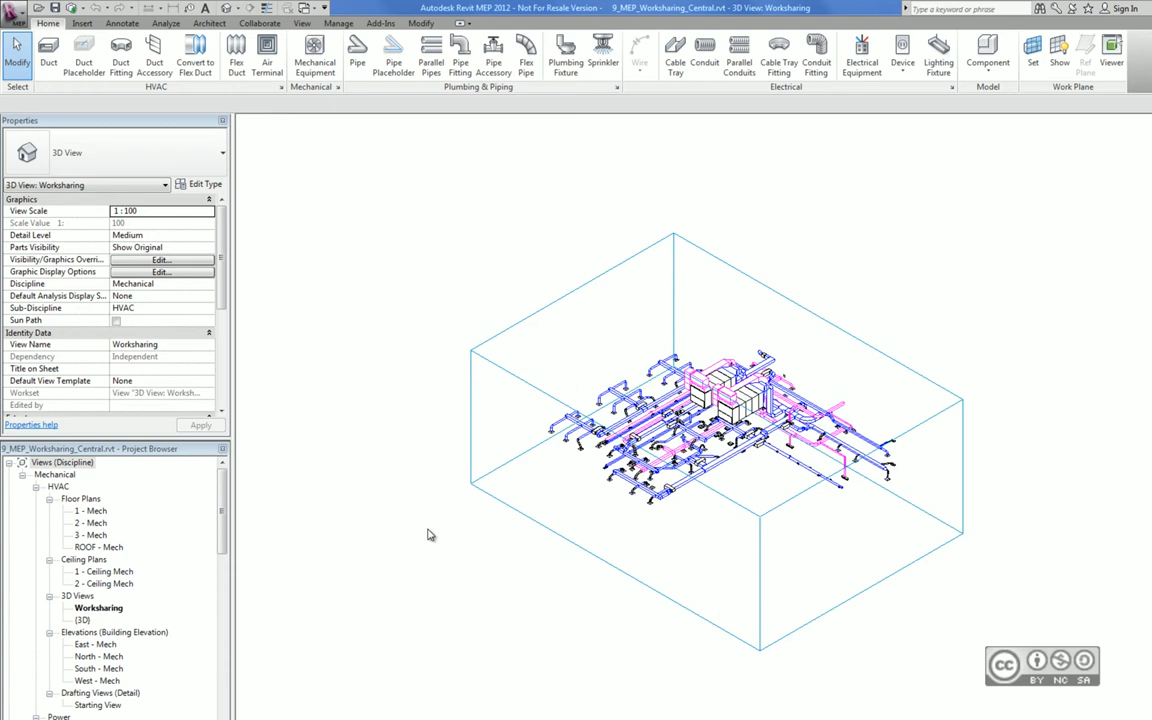 Autodesk Revit MEP 2012 - Not For Resale Version - 9_MEP_Worksharing_Central.rvt - 3D View: Worksharing
Type a keyword or phrase
Sign In
MEP
Home Insert Annotate Analyze Architect Collaborate View Manage Add-Ins Modify
Modify Duct Duct Placeholder Duct Fitting Duct Accessory Convert to Flex Duct Flex Duct Air Terminal Mechanical Equipment Pipe Pipe Placeholder Parallel Pipes Pipe Fitting Pipe Accessory Flex Pipe Plumbing Fixture Sprinkler Wire Cable Tray Conduit Parallel Conduits Cable Tray Fitting Conduit Fitting Electrical Equipment Device Lighting Fixture Component Set Show Ref Plane Viewer
Select HVAC Mechanical Plumbing & Piping Electrical Model Work Plane
Properties
3D View
3D View: Worksharing Edit Type
Graphics
View Scale 1 : 100
Scale Value 1: 100
Detail Level Medium
Parts Visibility Show Original
Visibility/Graphics Overri... Edit...
Graphic Display Options Edit...
Discipline Mechanical
Default Analysis Display S... None
Sub-Discipline HVAC
Sun Path
Identity Data
View Name Worksharing
Dependency Independent
Title on Sheet
Default View Template None
Workset View "3D View: Worksh...
Edited by
Properties help Apply
9_MEP_Worksharing_Central.rvt - Project Browser
Views (Discipline)
Mechanical
HVAC
Floor Plans
1 - Mech
2 - Mech
3 - Mech
ROOF - Mech
Ceiling Plans
1 - Ceiling Mech
2 - Ceiling Mech
3D Views
Worksharing
(3D)
Elevations (Building Elevation)
East - Mech
North - Mech
South - Mech
West - Mech
Drafting Views (Detail)
Starting View
Power
cc
BY NC SA